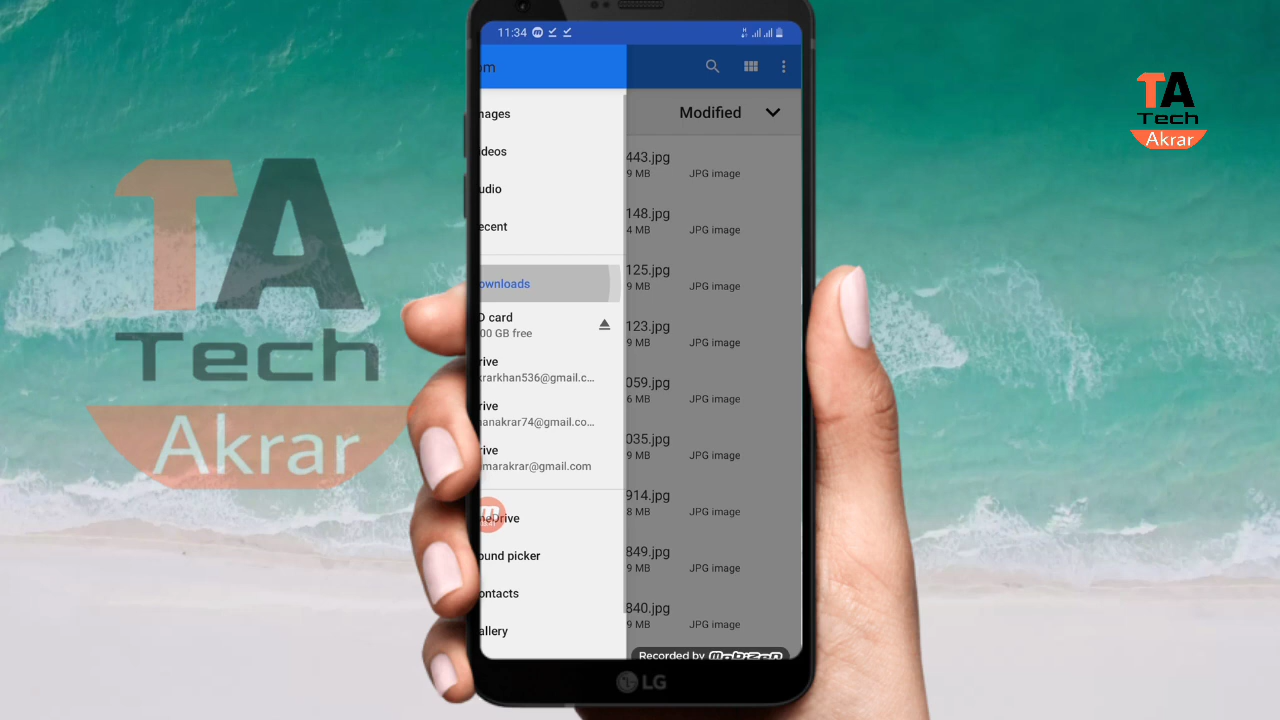 11:34
om
mages
ideos
udio
ecent
ownloads
D card
00 GB free
rive
krarkhan536@gmail.c...
rive
anakrar74@gmail.co...
rive
marakrar@gmail.com
neDrive
ound picker
ontacts
allery
Modified
443.jpg
9 MB JPG image
148.jpg
4 MB JPG image
125.jpg
9 MB JPG image
123.jpg
9 MB JPG image
059.jpg
6 MB JPG image
035.jpg
9 MB JPG image
914.jpg
8 MB JPG image
849.jpg
9 MB JPG image
840.jpg
9 MB JPG image
Recorded by mobizen
LG
TA
Tech
Akrar
TA
Tech
Akrar